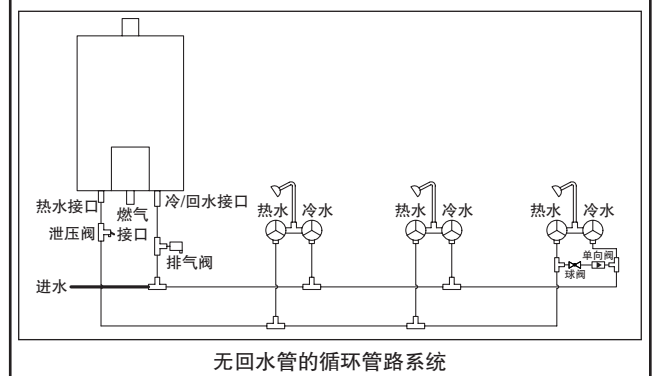 热水接口
燃气
接口
冷/回水接口
泄压阀
排气阀
进水
热水
冷水
热水
冷水
热水
冷水
单向阀
球阀
无回水管的循环管路系统